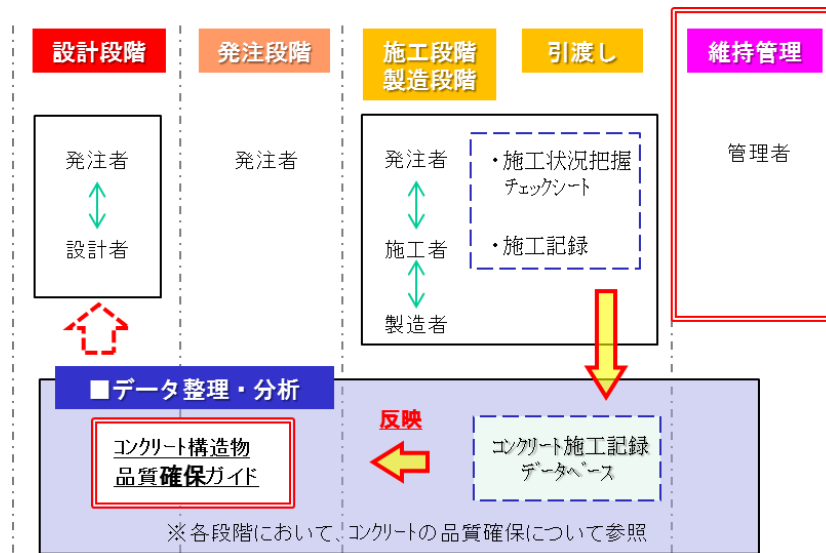 設計段階
発注段階
施工段階
製造段階
引渡し
維持管理
発注者
設計者
発注者
発注者
施工者
製造者
・施工状況把握
チェックシート
・施工記録
管理者
■データ整理・分析
コンクリート構造物
品質確保ガイド
反映
コンクリート施工記録
データベース
※各段階において、コンクリートの品質確保について参照